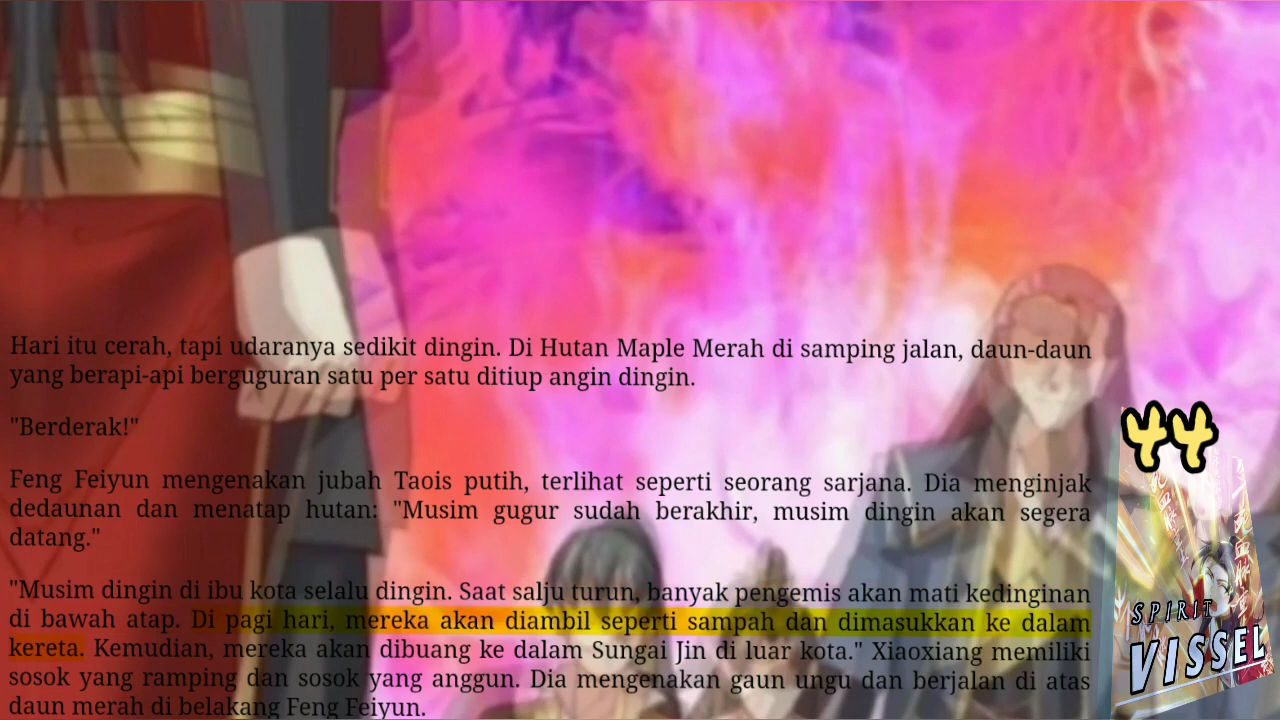 Hari itu cerah, tapi udaranya sedikit dingin. Di Hutan Maple Merah di samping jalan, daun-daun
yang berapi-api berguguran satu per satu ditiup angin dingin.
"Berderak!"
Feng Feiyun mengenakan jubah Taois putih, terlihat seperti seorang sarjana. Dia menginjak
dedaunan dan menatap hutan: "Musim gugur sudah berakhir, musim dingin akan segera
datang."
"Musim dingin di ibu kota selalu dingin. Saat salju turun, banyak pengemis akan mati kedinginan
di bawah atap. Di pagi hari, mereka akan diambil seperti sampah dan dimasukkan ke dalam
kereta. Kemudian, mereka akan dibuang ke dalam Sungai Jin di luar kota." Xiaoxiang memiliki
sosok yang ramping dan sosok yang anggun. Dia mengenakan gaun ungu dan berjalan di atas
daun merah di belakang Feng Feiyun.
44
SPIRIT
VISSEL